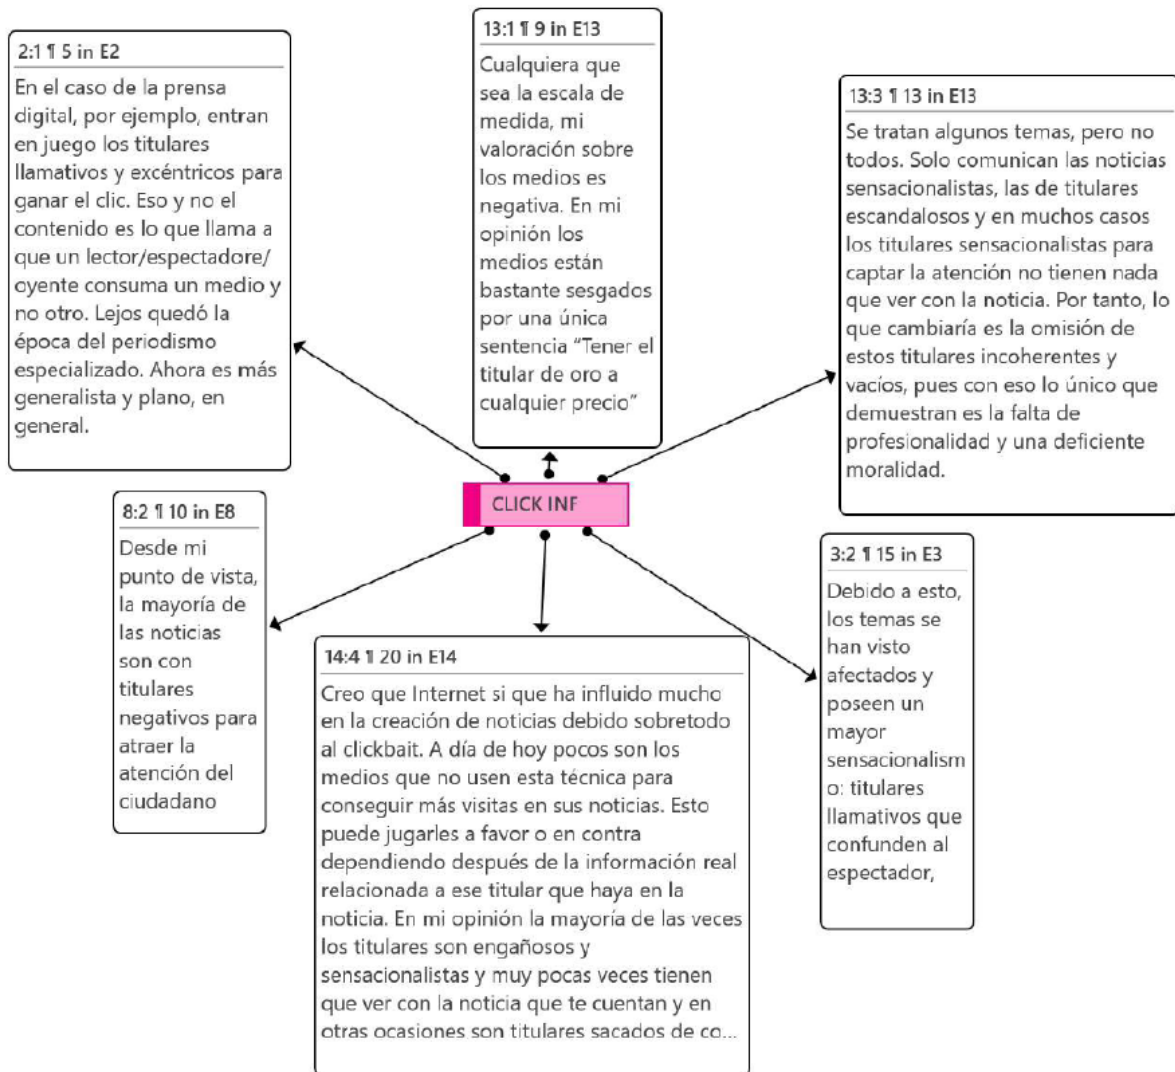 2:1 ¶ 5 in E2
En el caso de la prensa
digital, por ejemplo, entran
en juego los titulares
llamativos y excéntricos para
ganar el clic. Eso y no el
contenido es lo que llama a
que un lector/espectadore/
oyente consuma un medio y
no otro. Lejos quedó la
época del periodismo
especializado. Ahora es más
generalista y plano, en
general.
13:1 ¶ 9 in E13
Cualquiera que
sea la escala de
medida, mi
valoración sobre
los medios es
negativa. En mi
opinión los
medios están
bastante sesgados
por una única
sentencia “Tener el
titular de oro a
cualquier precio”
13:3 ¶ 13 in E13
Se tratan algunos temas, pero no
todos. Solo comunican las noticias
sensacionalistas, las de titulares
escandalosos y en muchos casos
los titulares sensacionalistas para
captar la atención no tienen nada
que ver con la noticia. Por tanto, lo
que cambiaría es la omisión de
estos titulares incoherentes y
vacíos, pues con eso lo único que
demuestran es la falta de
profesionalidad y una deficiente
moralidad.
CLICK INF
8:2 ¶ 10 in E8
Desde mi
punto de vista,
la mayoría de
las noticias
son con
titulares
negativos para
atraer la
atención del
ciudadano
14:4 ¶ 20 in E14
Creo que Internet si que ha influido mucho
en la creación de noticias debido sobretodo
al clickbait. A día de hoy pocos son los
medios que no usen esta técnica para
conseguir más visitas en sus noticias. Esto
puede jugarles a favor o en contra
dependiendo después de la información real
relacionada a ese titular que haya en la
noticia. En mi opinión la mayoría de las veces
los titulares son engañosos y
sensacionalistas y muy pocas veces tienen
que ver con la noticia que te cuentan y en
otras ocasiones son titulares sacados de co...
3:2 ¶ 15 in E3
Debido a esto,
los temas se
han visto
afectados y
poseen un
mayor
sensacionalism
o: titulares
llamativos que
confunden al
espectador,